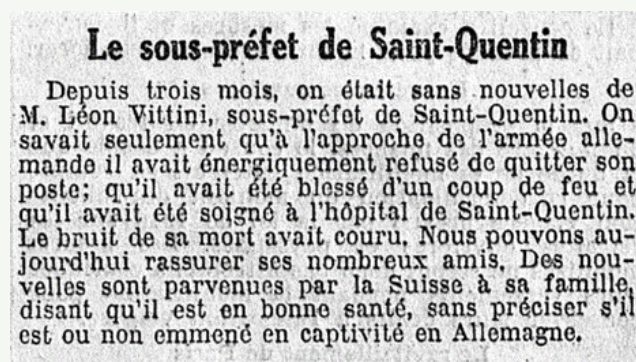 Le sous-préfet de Saint-Quentin
Depuis trois mois, on était sans nouvelles de
M. Léon Vittini, sous-préfet de Saint-Quentin. On
savait seulement qu'à l'approche de l'armée alle-
mande il avait énergiquement refusé de quitter son
poste; qu'il avait été blessé d'un coup de feu et
qu'il avait été soigné à l'hôpital de Saint-Quentin.
Le bruit de sa mort avait couru. Nous pouvons au-
jourd'hui rassurer ses nombreux amis. Des nou-
velles sont parvenues par la Suisse à sa famille,
disant qu'il est en bonne santé, sans préciser s'il
est ou non emmené en captivité en Allemagne.